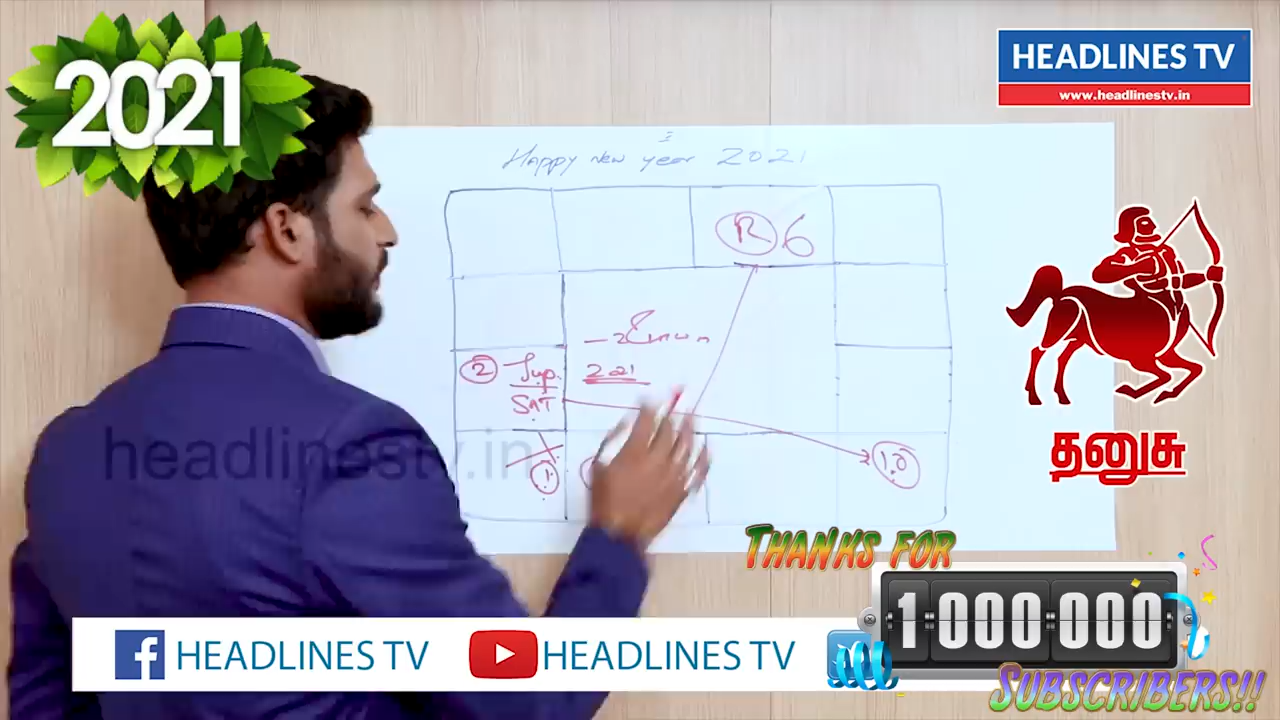 2021
HEADLINES TV
www.headlinestv.in
Happy new year 2021
R 6
2021
2 Jup.
SAT
1
10
headlinestv.in
தனுசு
THANKS FOR
1 000 000
SUBSCRIBERS!!
HEADLINES TV
HEADLINES TV